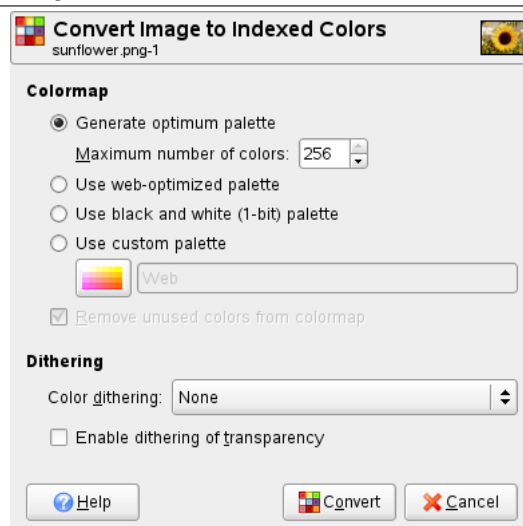 Convert Image to Indexed Colors
sunflower.png-1
Colormap
Generate optimum palette
Maximum number of colors: 256
Use web-optimized palette
Use black and white (1-bit) palette
Use custom palette
Web
Remove unused colors from colormap
Dithering
Color dithering: None
Enable dithering of transparency
Help Convert Cancel